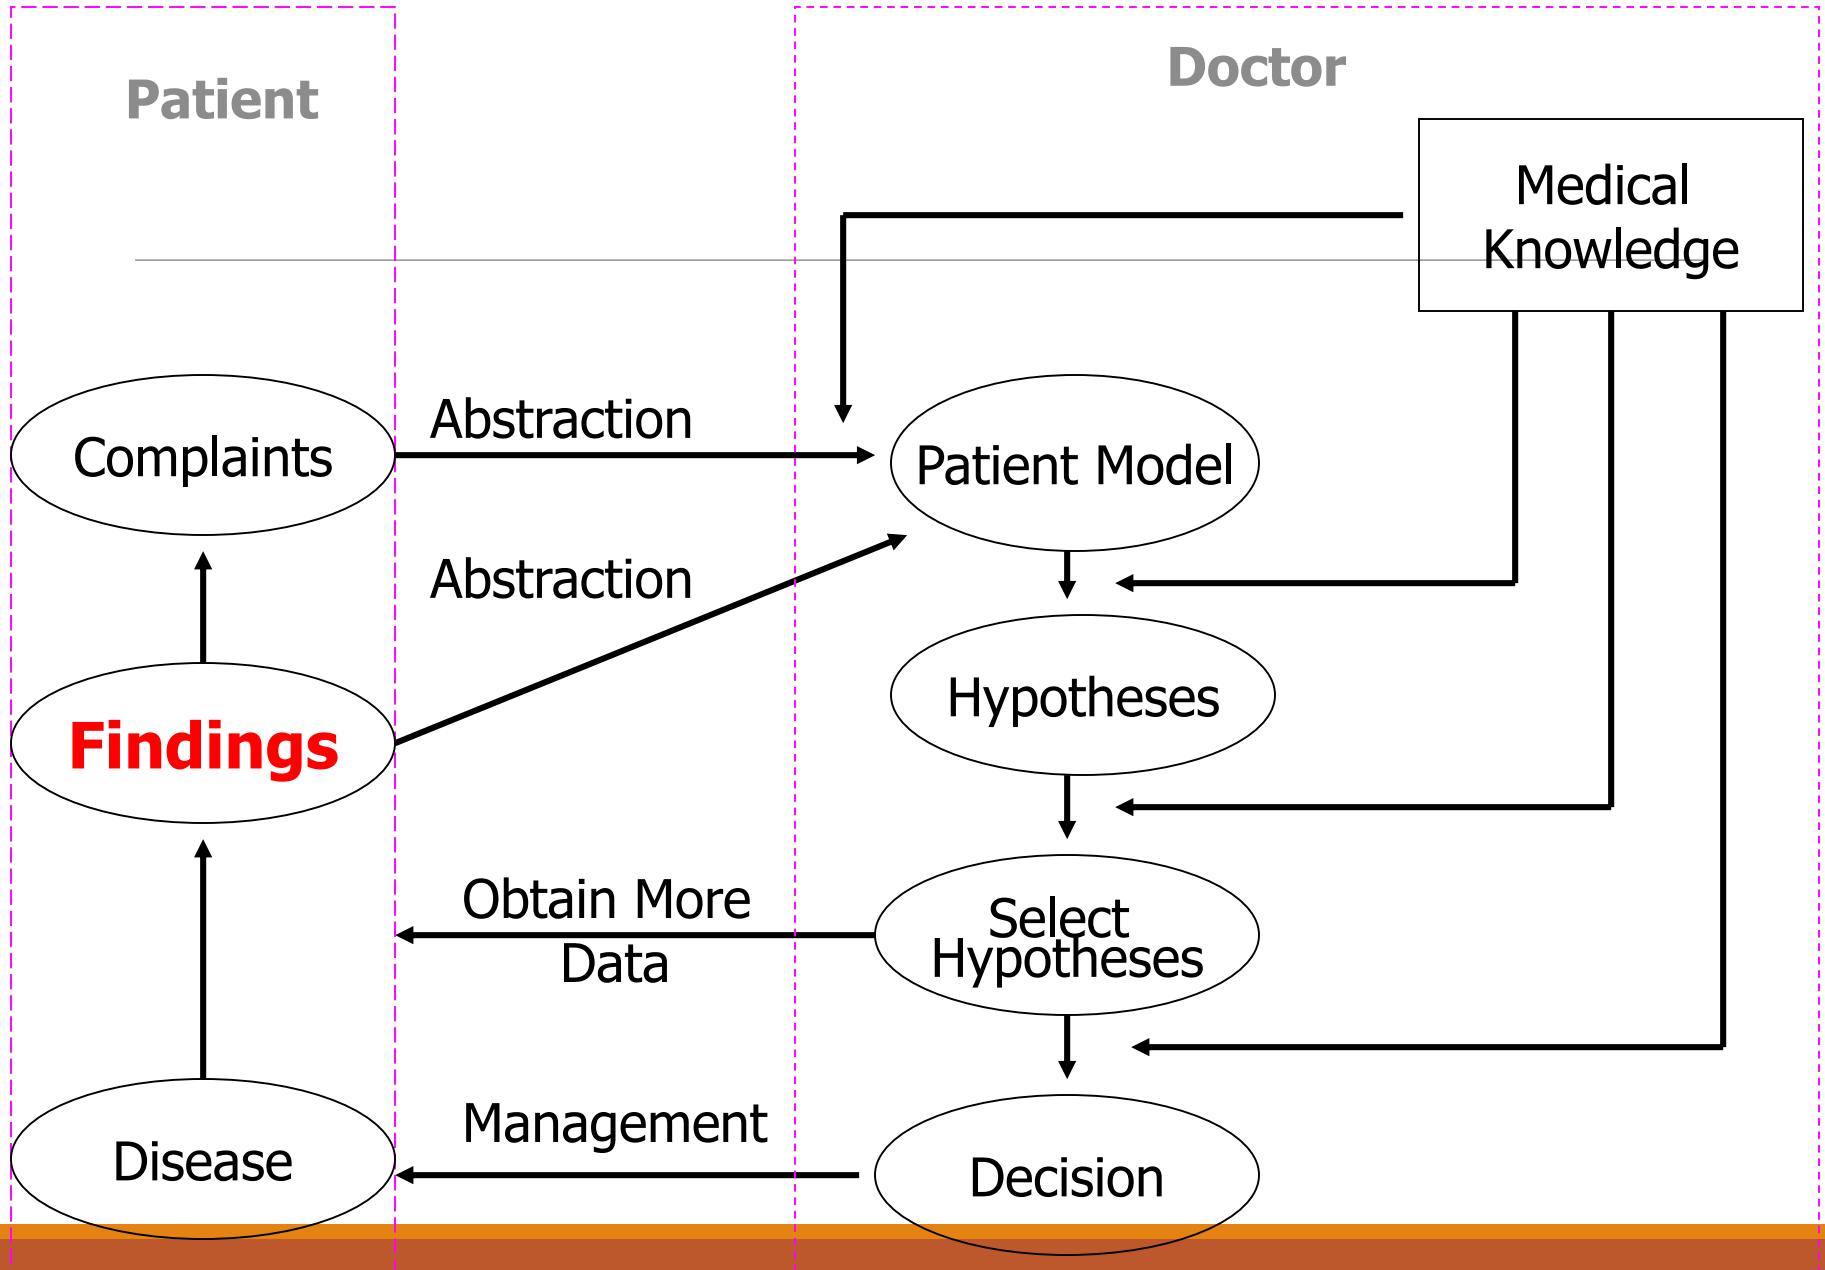 Patient
Doctor
Medical
Knowledge
Complaints
Abstraction
Patient Model
Abstraction
Findings
Hypotheses
Obtain More
Data
Select
Hypotheses
Disease
Management
Decision